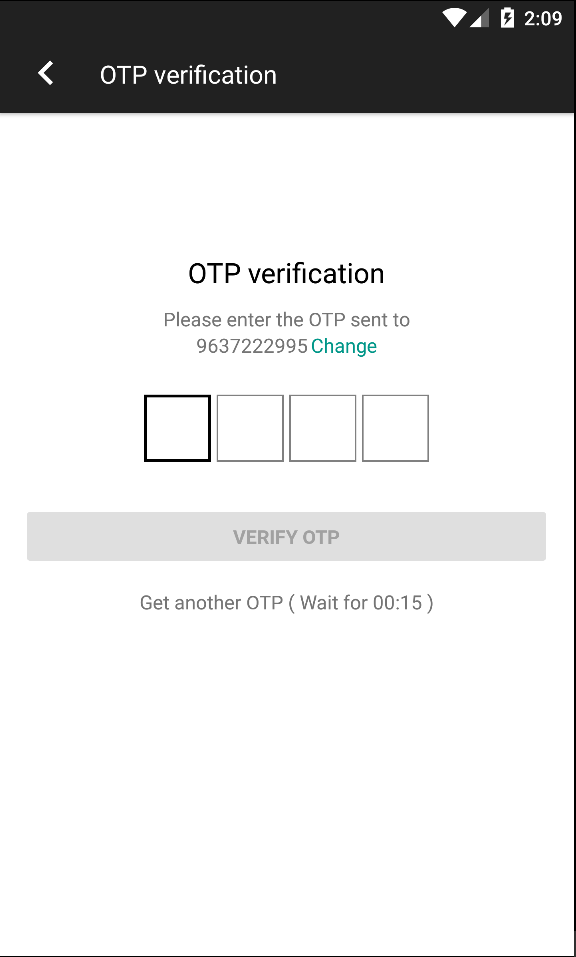 2:09
OTP verification
OTP verification
Please enter the OTP sent to
9637222995 Change
VERIFY OTP
Get another OTP ( Wait for 00:15 )